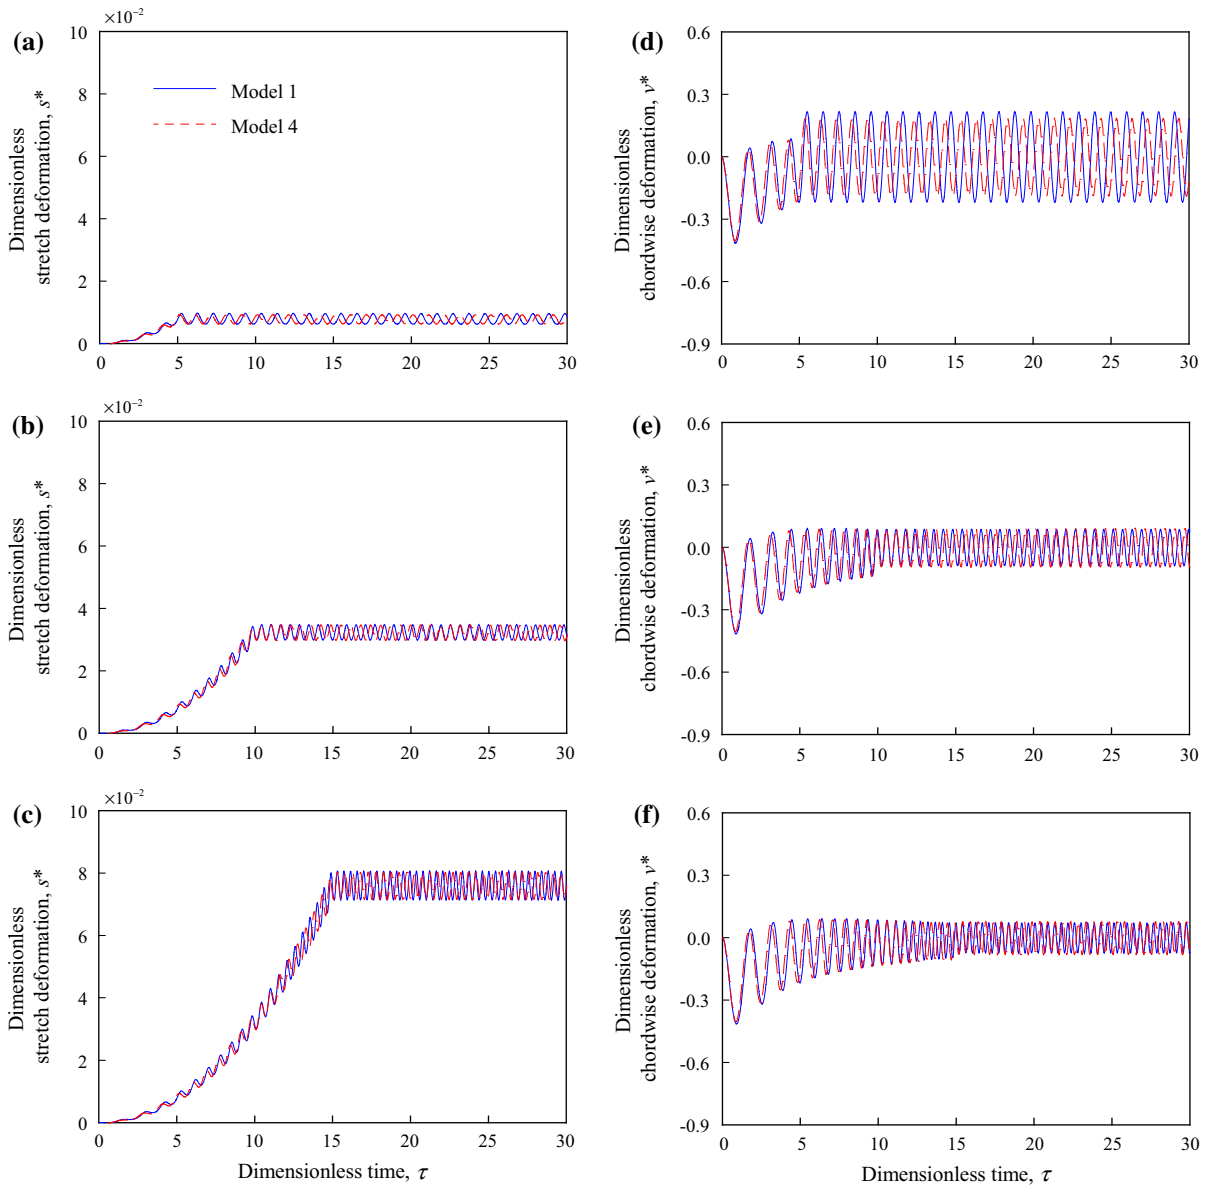 (a)
×10⁻²
10
8
6
4
2
0
0 5 10 15 20 25 30
Dimensionless
stretch deformation, s*
Model 1
Model 4
(d)
0.6
0.3
0.0
-0.3
-0.6
-0.9
0 5 10 15 20 25 30
Dimensionless
chordwise deformation, v*
(b)
×10⁻²
10
8
6
4
2
0
0 5 10 15 20 25 30
Dimensionless
stretch deformation, s*
(e)
0.6
0.3
0.0
-0.3
-0.6
-0.9
0 5 10 15 20 25 30
Dimensionless
chordwise deformation, v*
(c)
×10⁻²
10
8
6
4
2
0
0 5 10 15 20 25 30
Dimensionless
stretch deformation, s*
Dimensionless time, τ
(f)
0.6
0.3
0.0
-0.3
-0.6
-0.9
0 5 10 15 20 25 30
Dimensionless
chordwise deformation, v*
Dimensionless time, τ